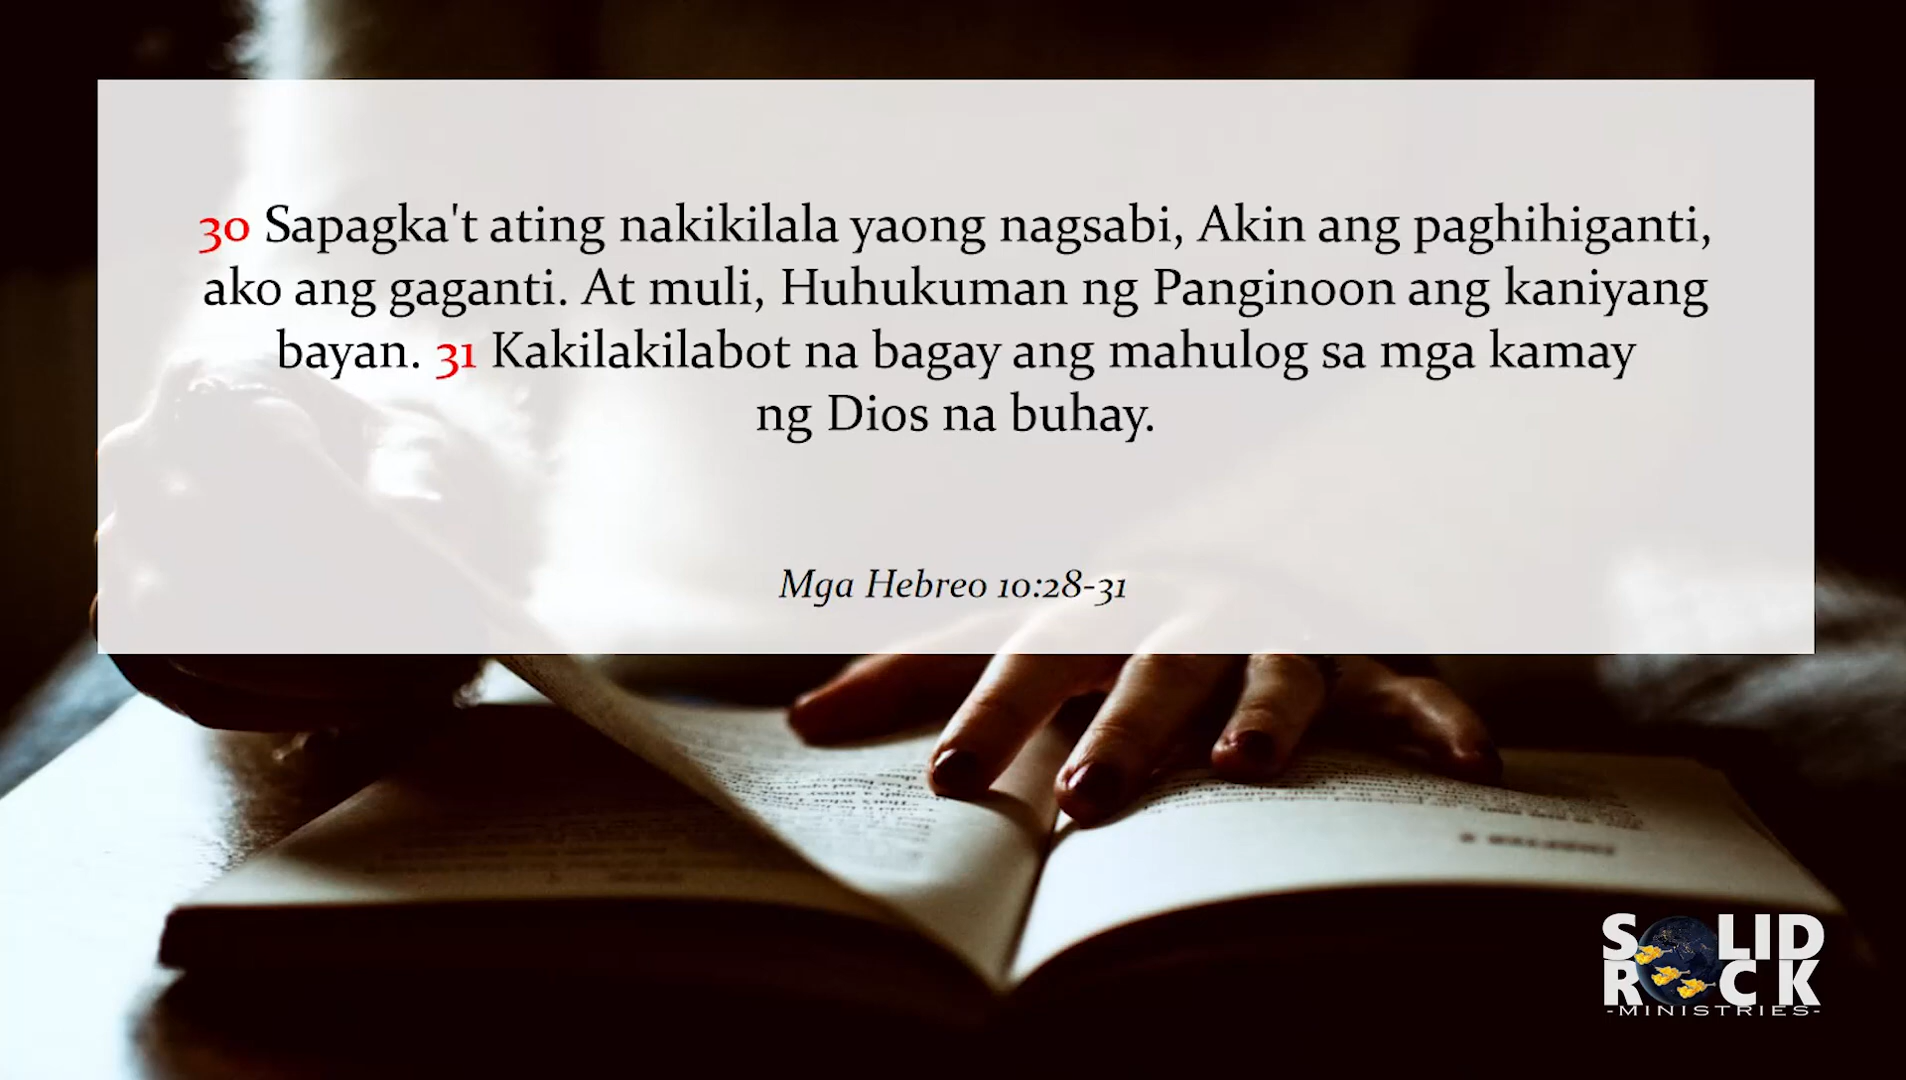 30 Sapagka't ating nakikilala yaong nagsabi, Akin ang paghihiganti,
ako ang gaganti. At muli, Huhukuman ng Panginoon ang kaniyang
bayan. 31 Kakilakilabot na bagay ang mahulog sa mga kamay
ng Dios na buhay.
Mga Hebreo 10:28-31
SOLID
ROCK
-MINISTRIES-